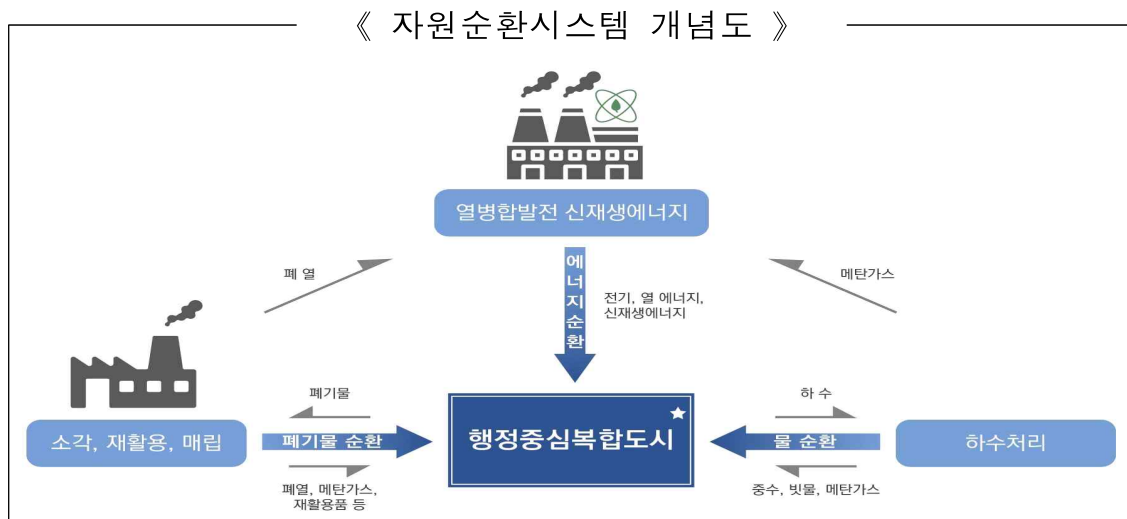 《 자원순환시스템 개념도 》
열병합발전 신재생에너지
폐 열
에너지순환
메탄가스
전기, 열 에너지,
신재생에너지
폐기물
하 수
소각, 재활용, 매립
폐기물 순환
행정중심복합도시
물 순환
하수처리
폐열, 메탄가스,
재활용품 등
중수, 빗물, 메탄가스